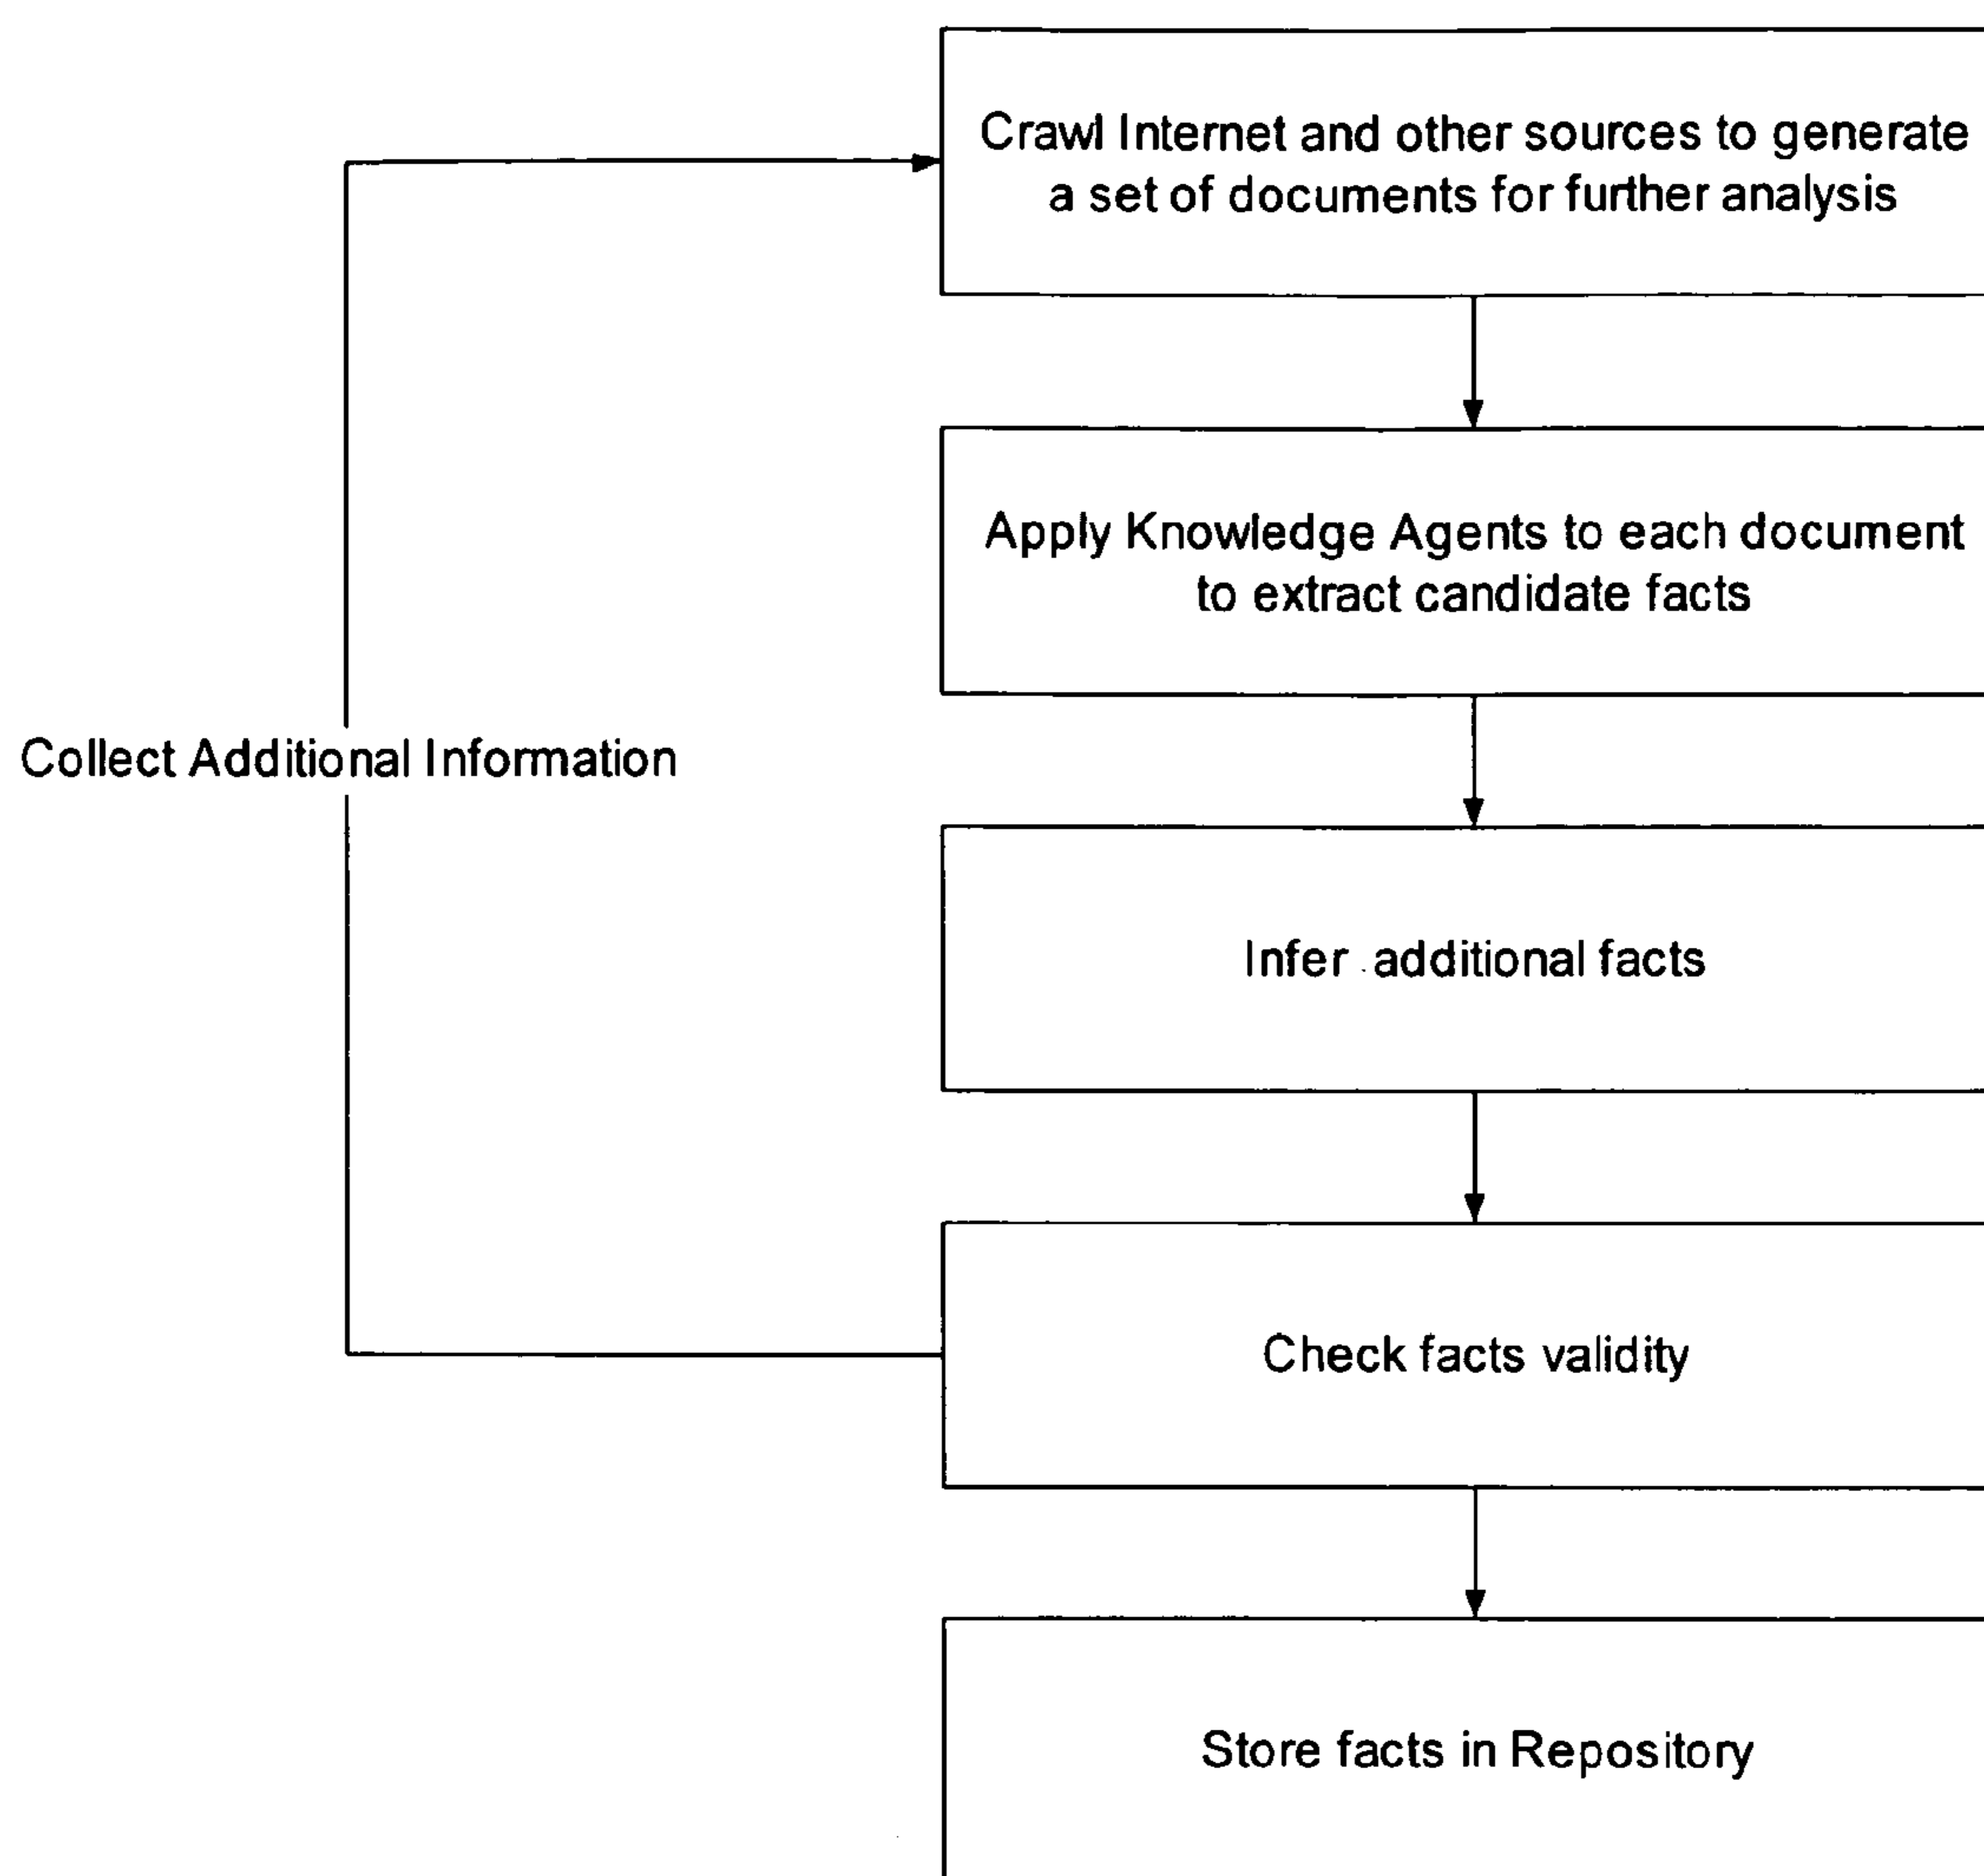 Crawl Internet and other sources to generate
a set of documents for further analysis
Apply Knowledge Agents to each document
to extract candidate facts
Collect Additional Information
Infer additional facts
Check facts validity
Store facts in Repository